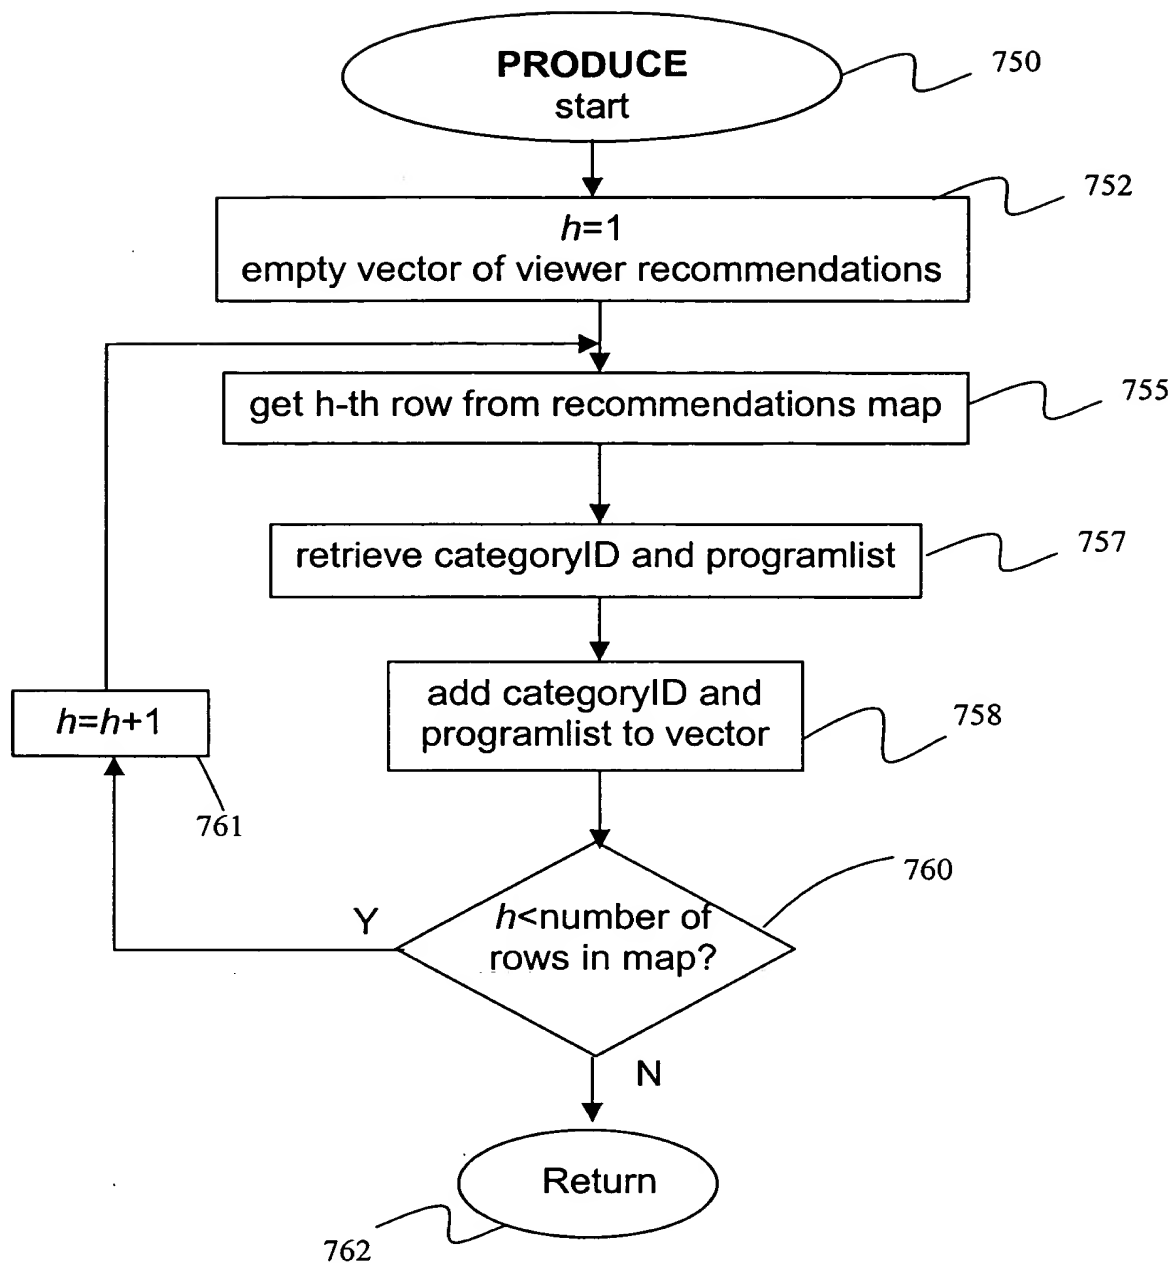 PRODUCE
start
750
752
h=1
empty vector of viewer recommendations
get h-th row from recommendations map
755
retrieve categoryID and programlist
757
add categoryID and
programlist to vector
758
h=h+1
761
760
Y
h<number of
rows in map?
N
Return
762